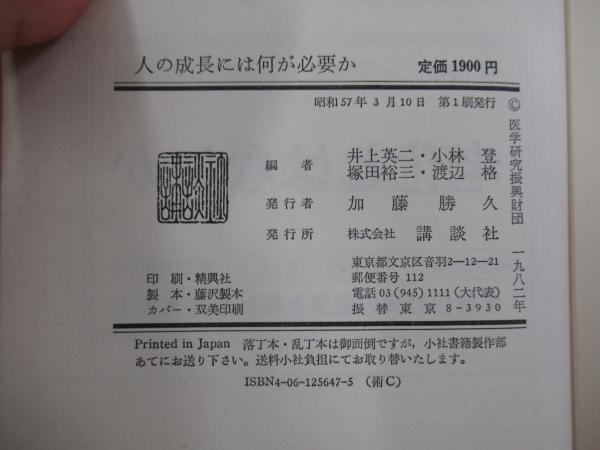 人の成長には何が必要か 定価 1900 円
昭和57年 3 月 10 日 第 1 刷発行
編者 井上英二・小林 登
塚田裕三・渡辺 格
発行者 加藤勝久
発行所 株式会社 講談社
東京都文京区音羽2―12―21
郵便番号 112
電話 03 (945) 1111 (大代表)
振替 東京 8-3930
印刷・精興社
製本・藤沢製本
カバー・双美印刷
© 医学研究振興財団 一九八二年
Printed in Japan 落丁本・乱丁本は御面倒ですが，小社書籍製作部
あてにお送り下さい。送料小社負担にてお取り替いたします。
ISBN4-06-125647-5 (術C)